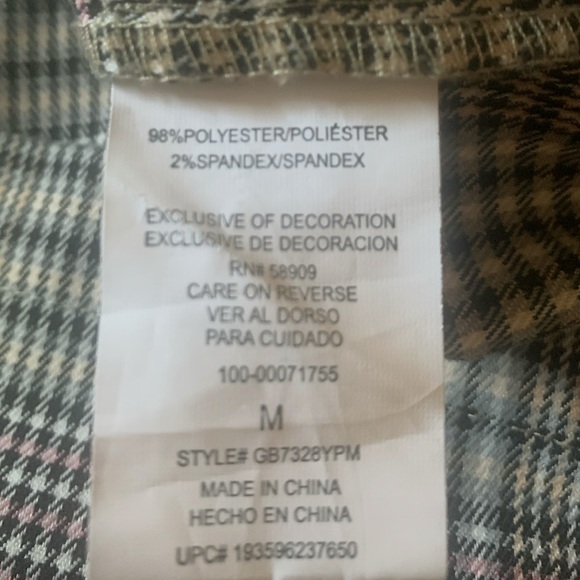 98%POLYESTER/POLIÉSTER
2%SPANDEX/SPANDEX
EXCLUSIVE OF DECORATION
EXCLUSIVE DE DECORACION
RN# 58909
CARE ON REVERSE
VER AL DORSO
PARA CUIDADO
100-00071755
M
STYLE# GB7328YPM
MADE IN CHINA
HECHO EN CHINA
UPC# 193596237650